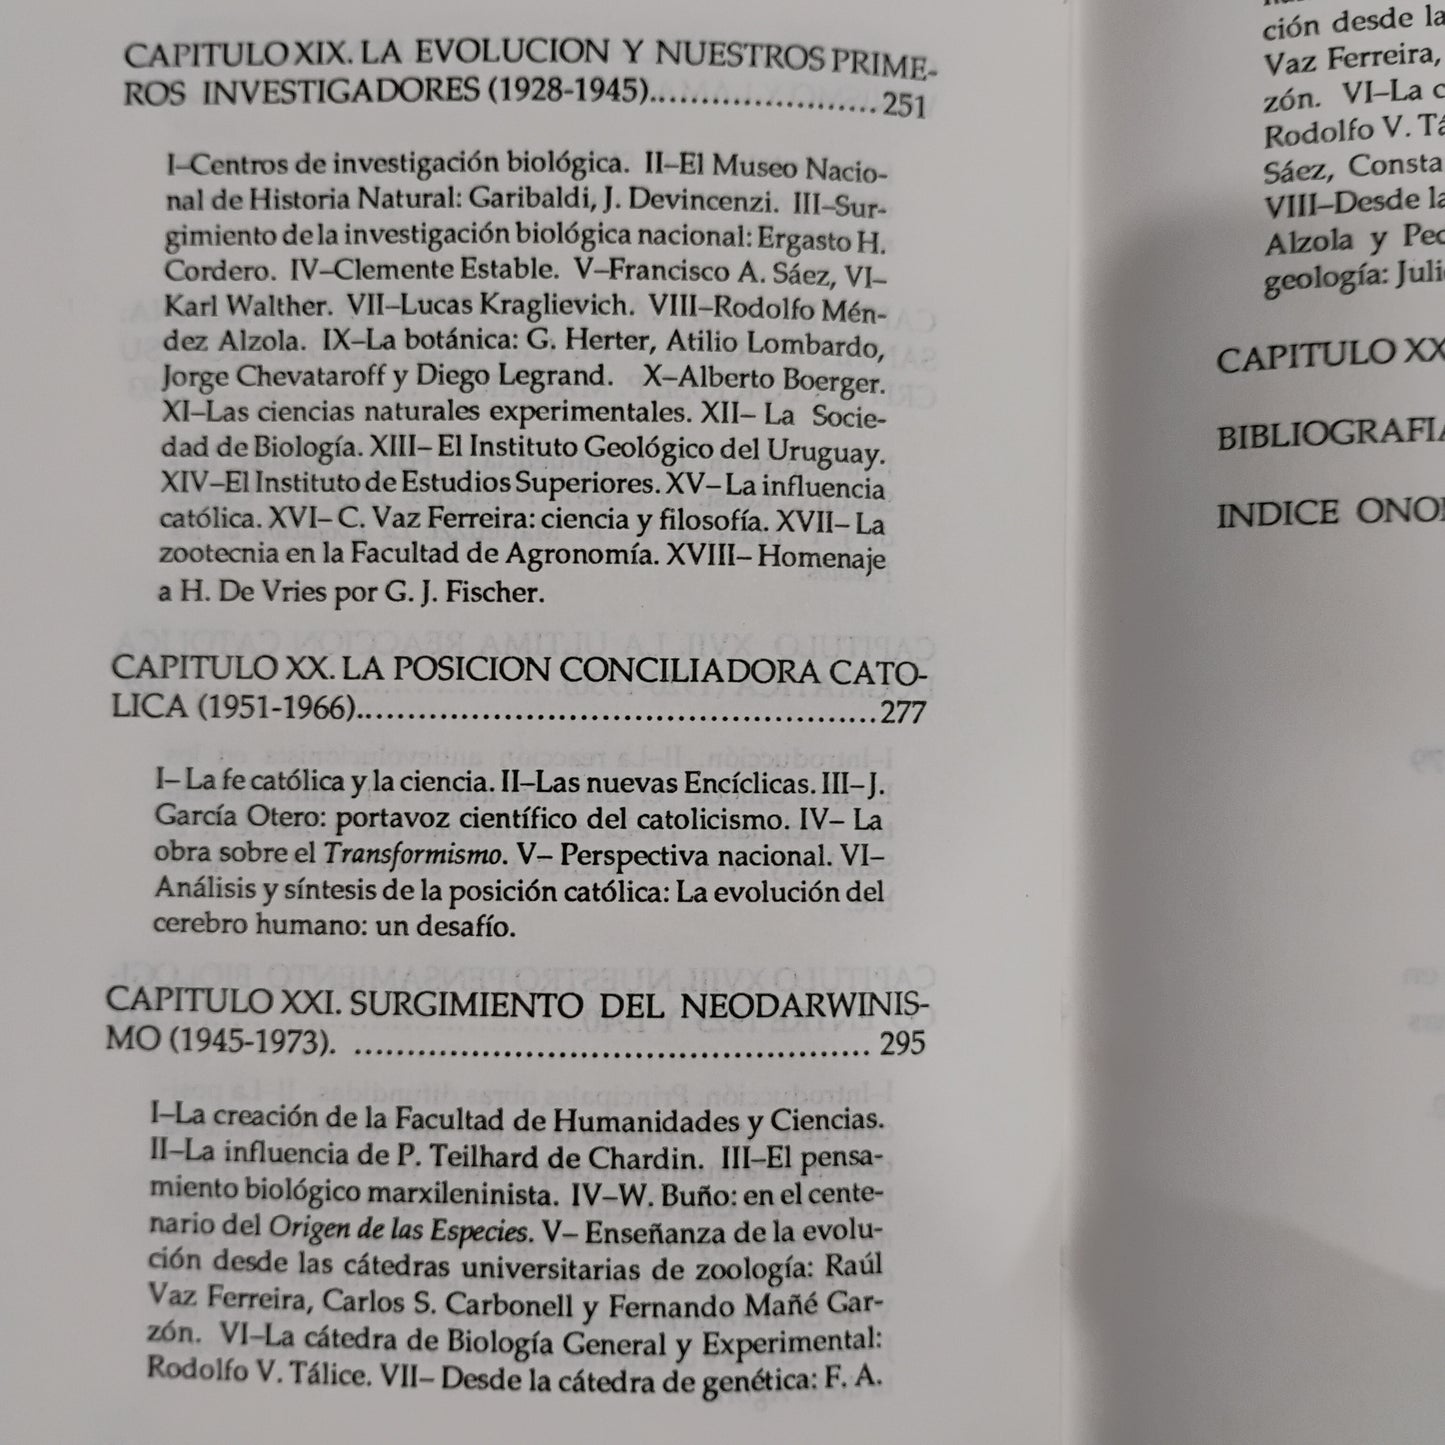 CAPITULO XIX. LA EVOLUCION Y NUESTROS PRIME-
ROS INVESTIGADORES (1928-1945)........................251
I–Centros de investigación biológica. II–El Museo Nacio-
nal de Historia Natural: Garibaldi, J. Devincenzi. III–Sur-
gimiento de la investigación biológica nacional: Ergasto H.
Cordero. IV–Clemente Estable. V–Francisco A. Sáez, VI–
Karl Walther. VII–Lucas Kraglievich. VIII–Rodolfo Mén-
dez Alzola. IX–La botánica: G. Herter, Atilio Lombardo,
Jorge Chevataroff y Diego Legrand. X–Alberto Boerger.
XI–Las ciencias naturales experimentales. XII– La Socie-
dad de Biología. XIII– El Instituto Geológico del Uruguay.
XIV–El Instituto de Estudios Superiores. XV– La influencia
católica. XVI– C. Vaz Ferreira: ciencia y filosofía. XVII– La
zootecnia en la Facultad de Agronomía. XVIII– Homenaje
a H. De Vries por G. J. Fischer.
CAPITULO XX. LA POSICION CONCILIADORA CATO-
LICA (1951-1966)....................................................277
I– La fe católica y la ciencia. II–Las nuevas Encíclicas. III–J.
García Otero: portavoz científico del catolicismo. IV– La
obra sobre el Transformismo. V– Perspectiva nacional. VI–
Análisis y síntesis de la posición católica: La evolución del
cerebro humano: un desafío.
CAPITULO XXI. SURGIMIENTO DEL NEODARWINIS-
MO (1945-1973). .................................................... 295
I–La creación de la Facultad de Humanidades y Ciencias.
II–La influencia de P. Teilhard de Chardin. III–El pensa-
miento biológico marxileninista. IV–W. Buño: en el cente-
nario del Origen de las Especies. V– Enseñanza de la evolu-
ción desde las cátedras universitarias de zoología: Raúl
Vaz Ferreira, Carlos S. Carbonell y Fernando Mañé Gar-
zón. VI–La cátedra de Biología General y Experimental:
Rodolfo V. Tálice. VII– Desde la cátedra de genética: F. A.
ción desde la
Vaz Ferreira,
zón. VI–La c
Rodolfo V. Tá
Sáez, Consta
VIII–Desde la
Alzola y Ped
geología: Juli
CAPITULO XX
BIBLIOGRAFIA
INDICE ONO